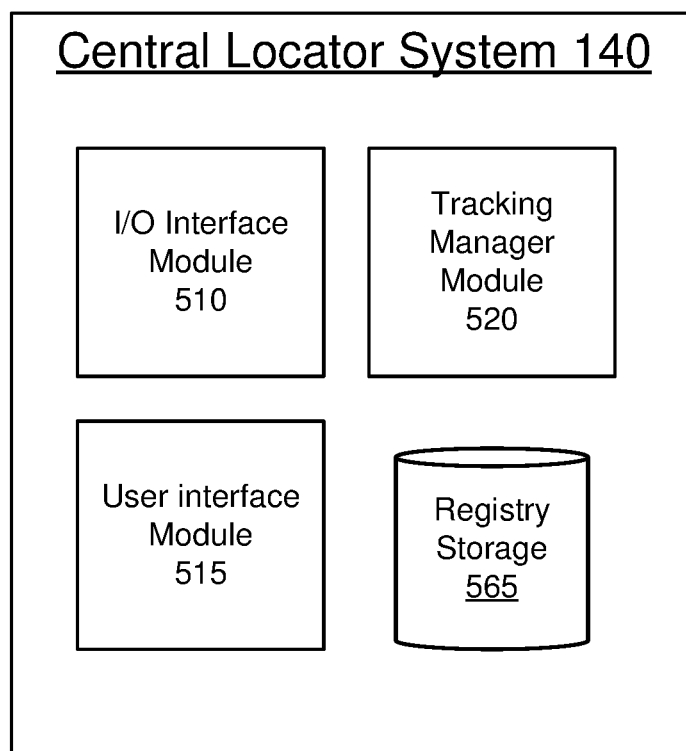 Central Locator System 140
I/O Interface
Module
510
Tracking
Manager
Module
520
User interface
Module
515
Registry
Storage
565